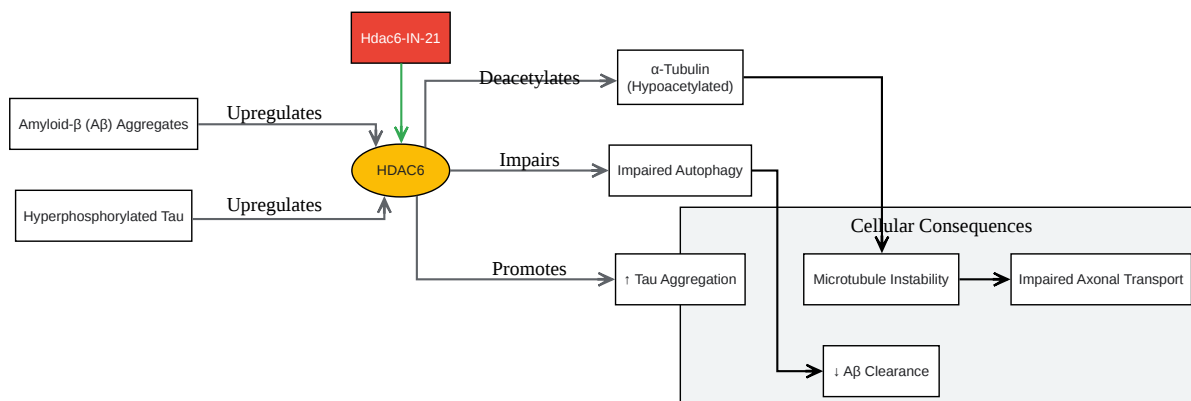 Hdac6-IN-21
Deacetylates
α-Tubulin
(Hypoacetylated)
Amyloid-β (Aβ) Aggregates
Upregulates
HDAC6
Impairs
Impaired Autophagy
Hyperphosphorylated Tau
Upregulates
Cellular Consequences
Promotes
↑ Tau Aggregation
Microtubule Instability
Impaired Axonal Transport
↓ Aβ Clearance